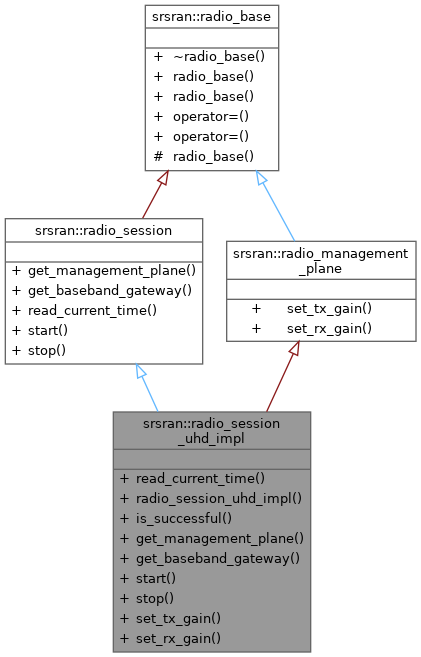 srsran::radio_base
+ ~radio_base()
+ radio_base()
+ radio_base()
+ operator=()
+ operator=()
# radio_base()
srsran::radio_session
+ get_management_plane()
+ get_baseband_gateway()
+ read_current_time()
+ start()
+ stop()
srsran::radio_management
_plane
+ set_tx_gain()
+ set_rx_gain()
srsran::radio_session
_uhd_impl
+ read_current_time()
+ radio_session_uhd_impl()
+ is_successful()
+ get_management_plane()
+ get_baseband_gateway()
+ start()
+ stop()
+ set_tx_gain()
+ set_rx_gain()